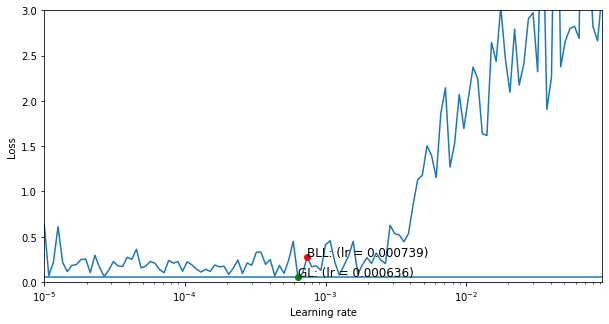 3.0
2.5
2.0
1.5
1.0
0.5
0.0
Loss
BLL: (lr = 0.000739)
GL: (lr = 0.000636)
10⁻⁵
10⁻⁴
10⁻³
10⁻²
Learning rate